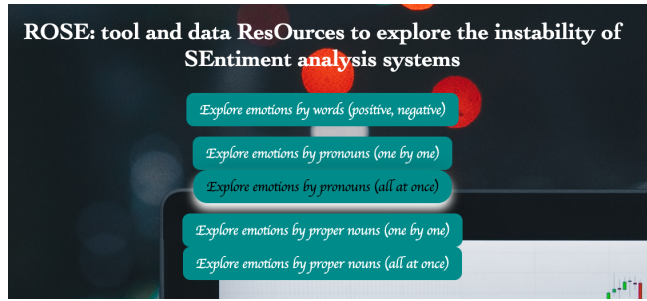 ROSE: tool and data ResOurces to explore the instability of
SEntiment analysis systems
Explore emotions by words (positive, negative)
Explore emotions by pronouns (one by one)
Explore emotions by pronouns (all at once)
Explore emotions by proper nouns (one by one)
Explore emotions by proper nouns (all at once)